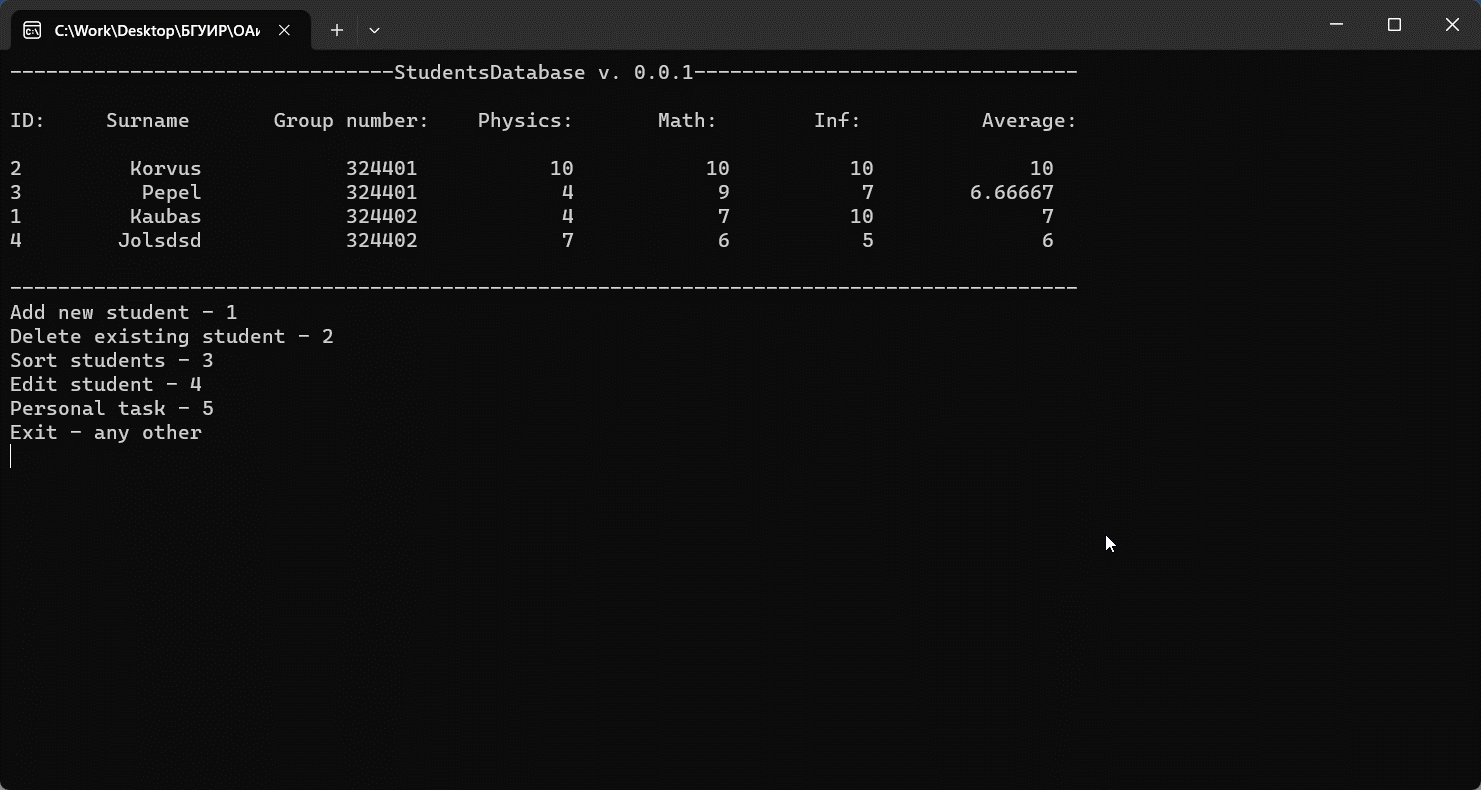 C:\Work\Desktop\БГУИР\ОАи
--------------------------------StudentsDatabase v. 0.0.1--------------------------------
ID: Surname Group number: Physics: Math: Inf: Average:
2 Korvus 324401 10 10 10 10
3 Pepel 324401 4 9 7 6.66667
1 Kaubas 324402 4 7 10 7
4 Jolsdsd 324402 7 6 5 6
-----------------------------------------------------------------------------------------
Add new student - 1
Delete existing student - 2
Sort students - 3
Edit student - 4
Personal task - 5
Exit - any other